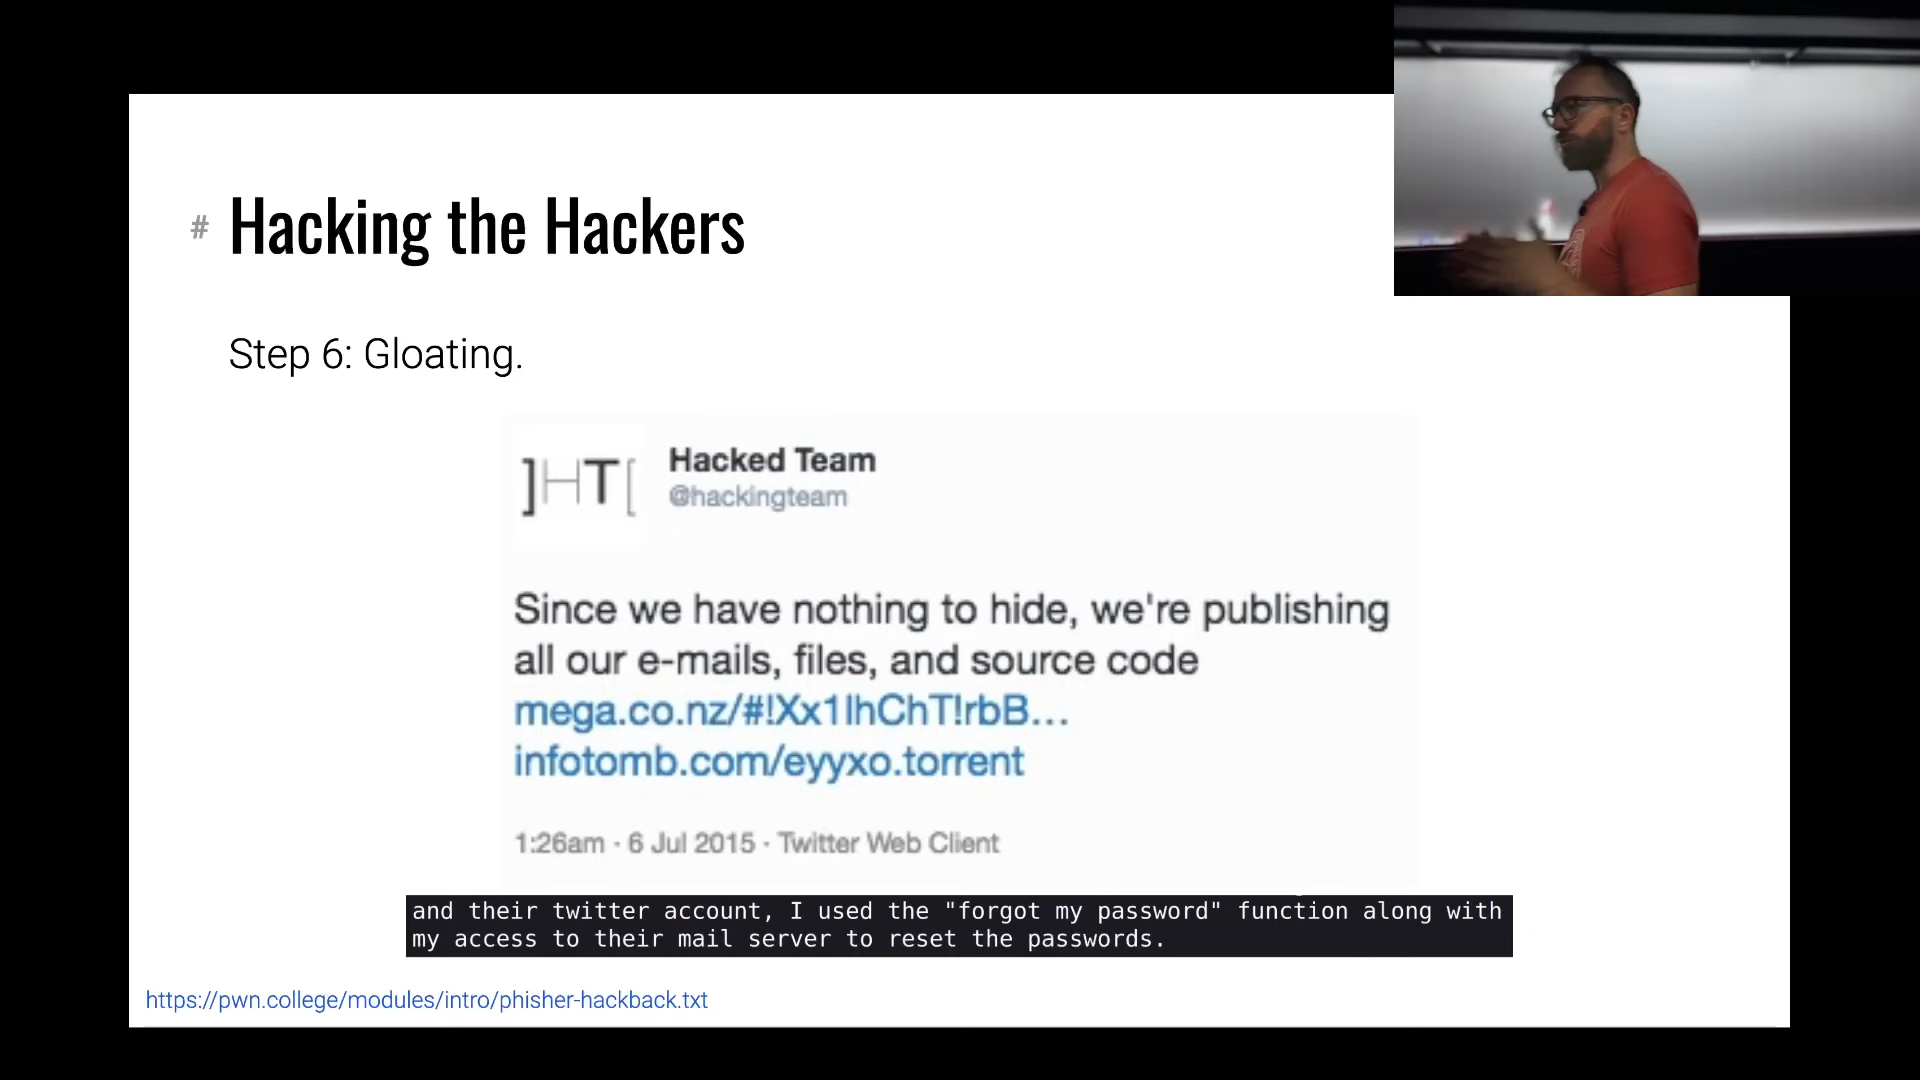 # Hacking the Hackers
Step 6: Gloating.
]HT[
Hacked Team
@hackingteam
Since we have nothing to hide, we're publishing
all our e-mails, files, and source code
mega.co.nz/#!Xx1lhChT!rbB…
infotomb.com/eyyxo.torrent
1:26am · 6 Jul 2015 · Twitter Web Client
and their twitter account, I used the "forgot my password" function along with
my access to their mail server to reset the passwords.
https://pwn.college/modules/intro/phisher-hackback.txt